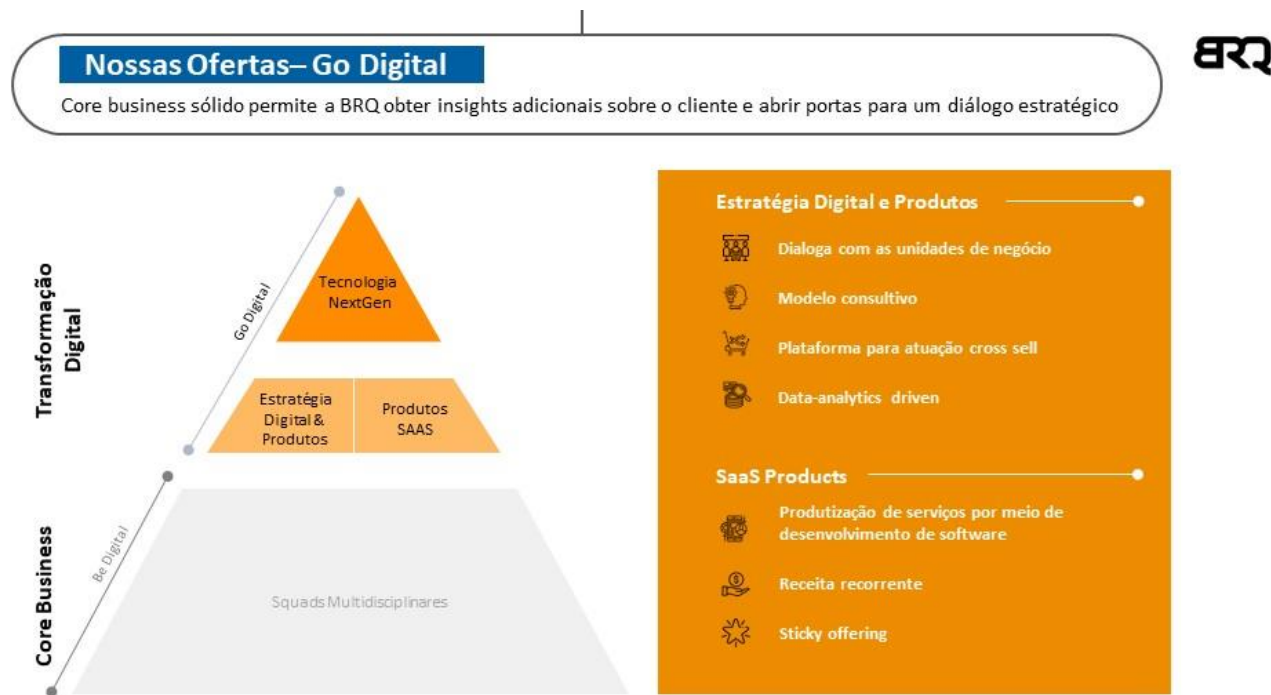 Nossas Ofertas– Go Digital
BRQ
Core business sólido permite a BRQ obter insights adicionais sobre o cliente e abrir portas para um diálogo estratégico
Transformação
Digital
Go Digital
Tecnologia
NextGen
Estratégia
Digital &
Produtos
Produtos
SAAS
Core Business
Be Digital
Squads Multidisciplinares
Estratégia Digital e Produtos
Dialoga com as unidades de negócio
Modelo consultivo
Plataforma para atuação cross sell
Data-analytics driven
SaaS Products
Produtização de serviços por meio de
desenvolvimento de software
Receita recorrente
Sticky offering